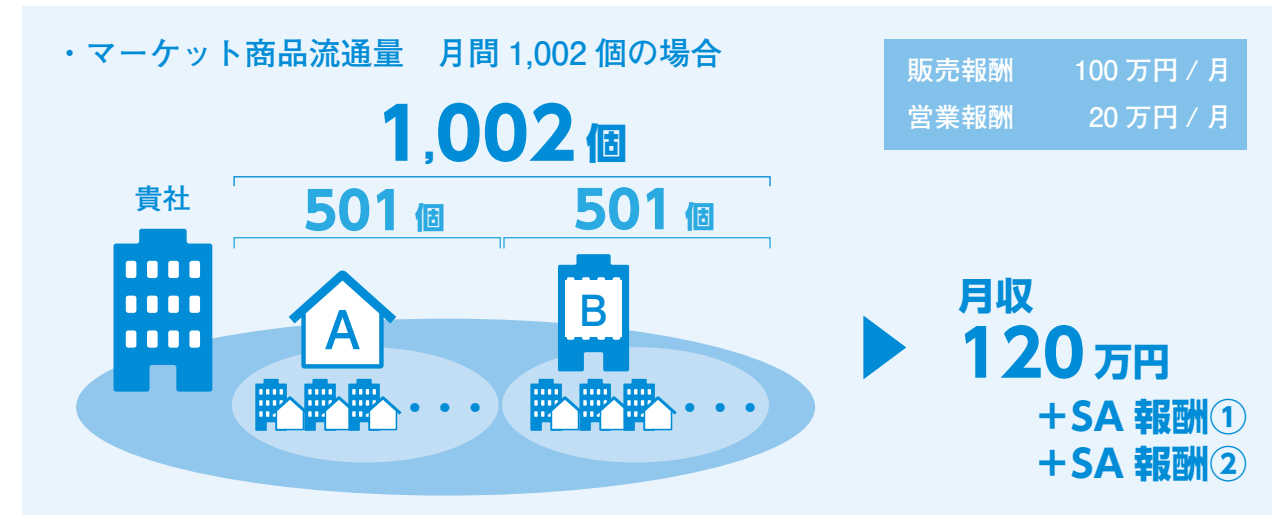 ・マーケット商品流通量　月間 1,002 個の場合
販売報酬　100 万円 / 月
営業報酬　20 万円 / 月
1,002 個
貴社
501 個
501 個
A
B
・・・
・・・
月収
120 万円
＋SA 報酬①
＋SA 報酬②